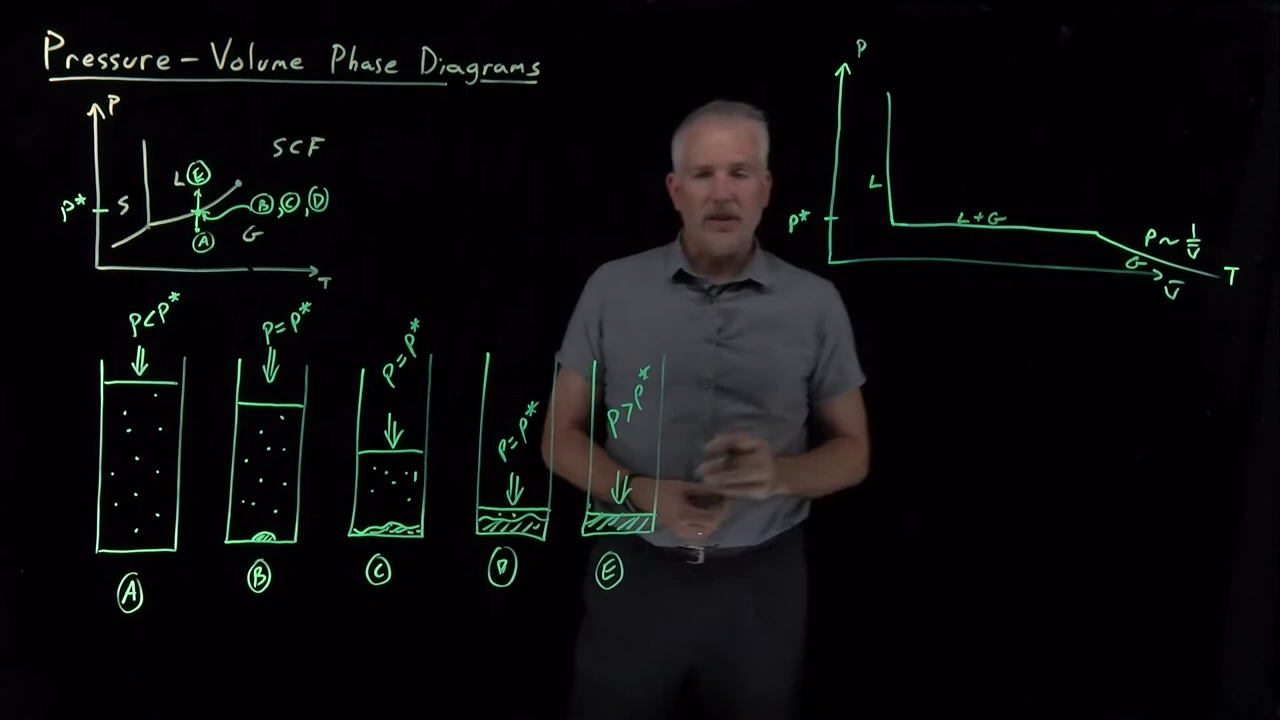 Pressure – Volume Phase Diagrams
P
SCF
L E
P* S B, C, D
A G
T
P<P*
P=P*
P=P*
P=P*
P>P*
A
B
C
D
E
P
L
P* L+G P~1/V̅
G T
V̅